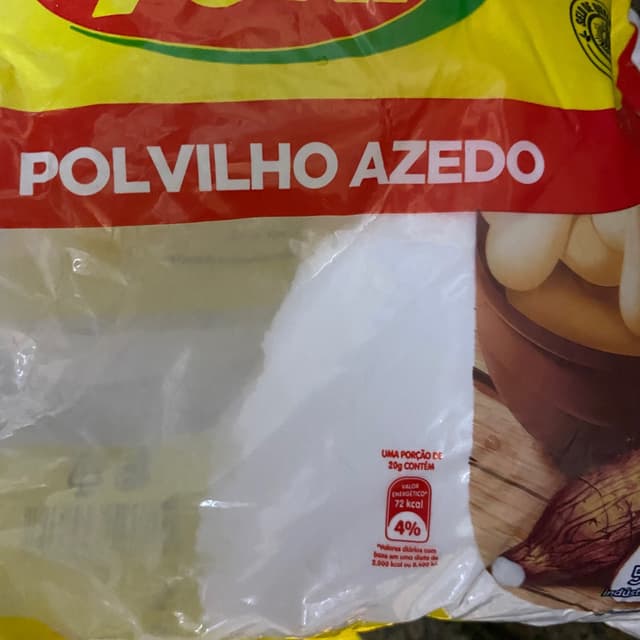 POLVILHO AZEDO
UMA PORÇÃO DE
20g CONTÉM
VALOR
ENERGÉTICO*
72 kcal
4%
*Valores diários com
base em uma dieta de
2.000 kcal ou 8.400 kJ